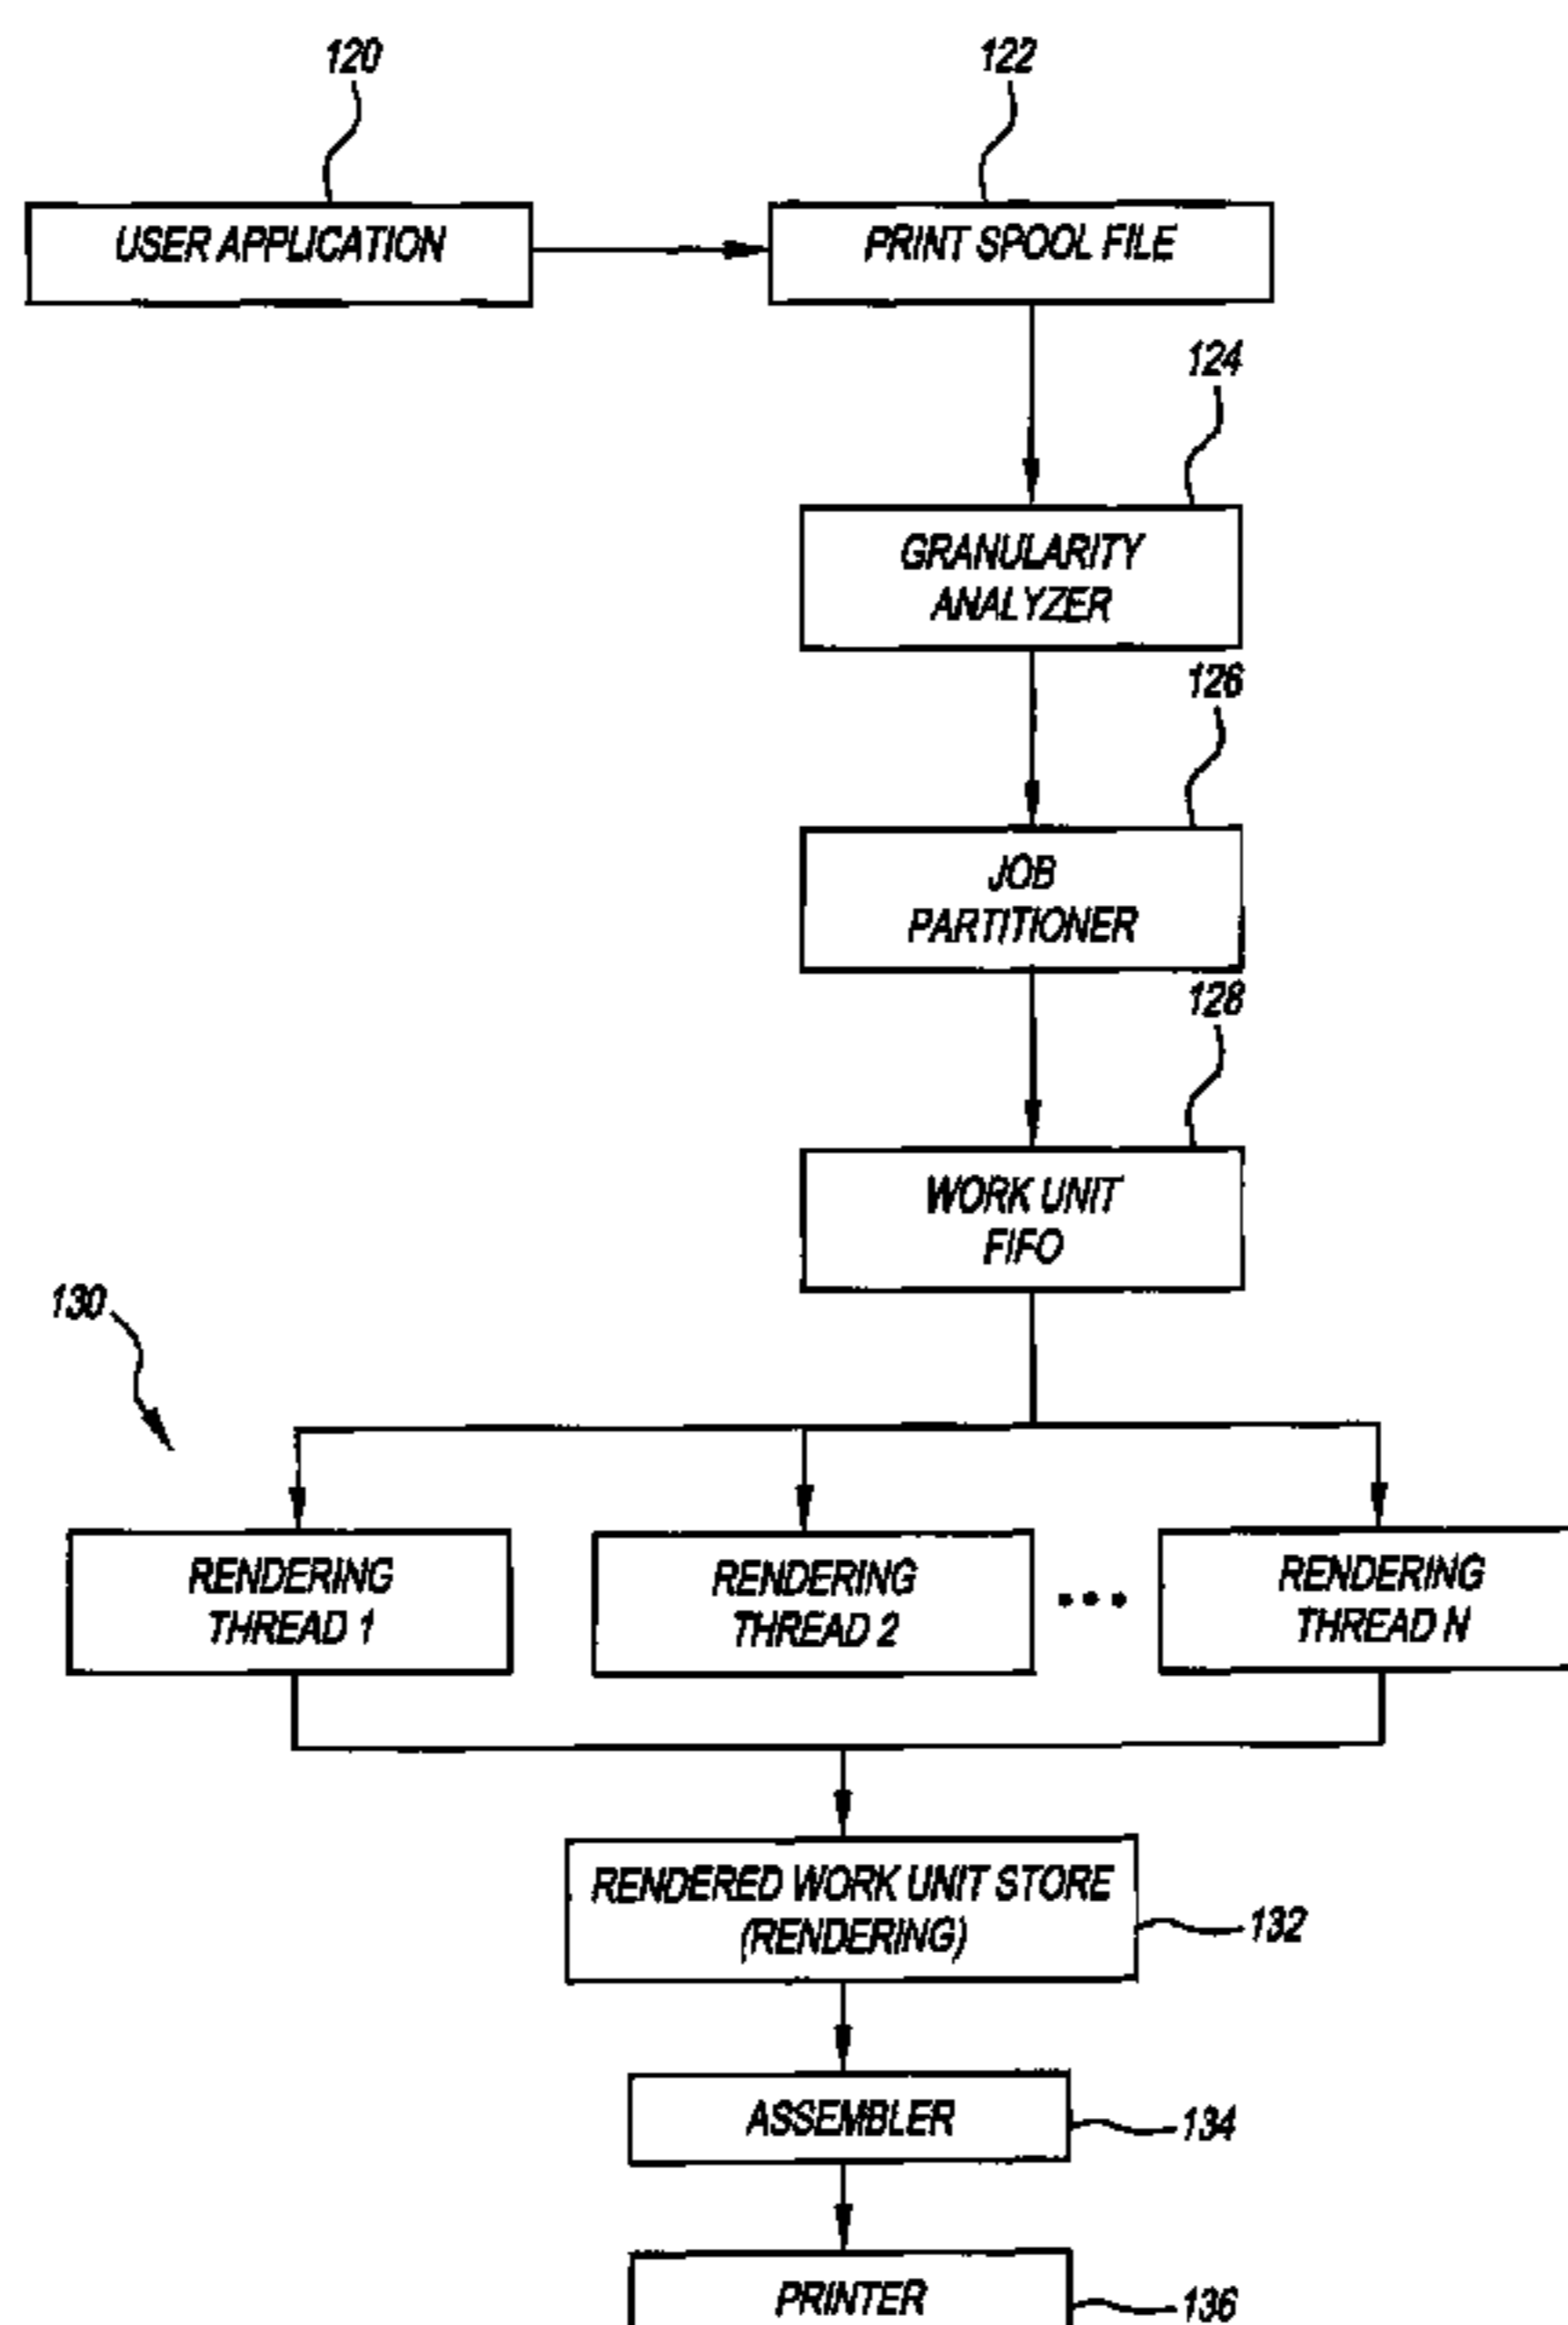 120
122
USER APPLICATION
PRINT SPOOL FILE
124
GRANULARITY
ANALYZER
126
JOB
PARTITIONER
128
WORK UNIT
FIFO
130
RENDERING
THREAD 1
RENDERING
THREAD 2
•••
RENDERING
THREAD N
RENDERED WORK UNIT STORE
(RENDERING)
132
ASSEMBLER
134
PRINTER
136